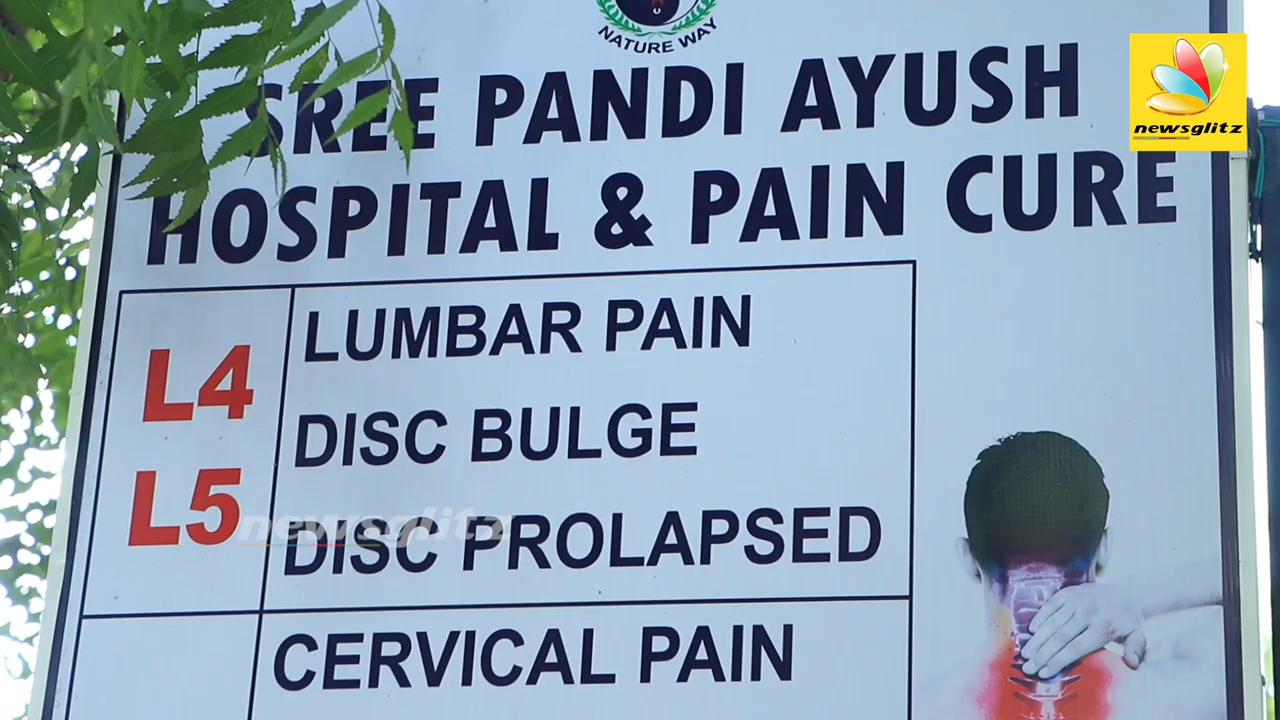 NATURE WAY
SREE PANDI AYUSH
HOSPITAL & PAIN CURE
newsglitz
L4
L5
LUMBAR PAIN
DISC BULGE
DISC PROLAPSED
newsglitz
CERVICAL PAIN